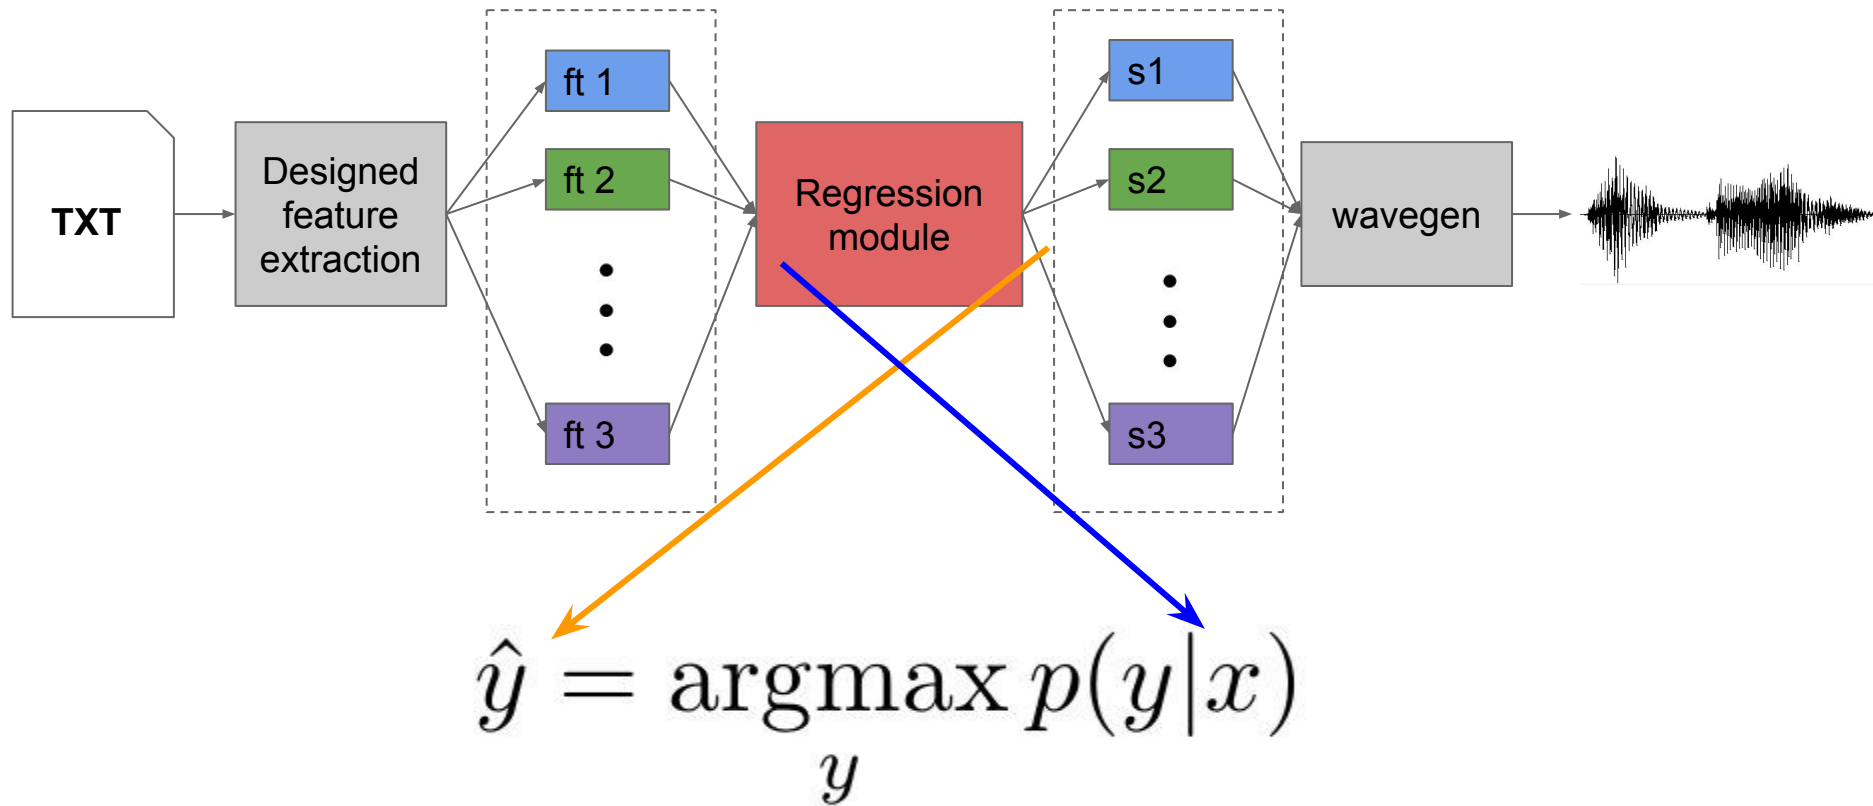 TXT
Designed
feature
extraction
ft 1
ft 2
ft 3
Regression
module
s1
s2
s3
wavegen
ŷ = argmax p(y|x)
y